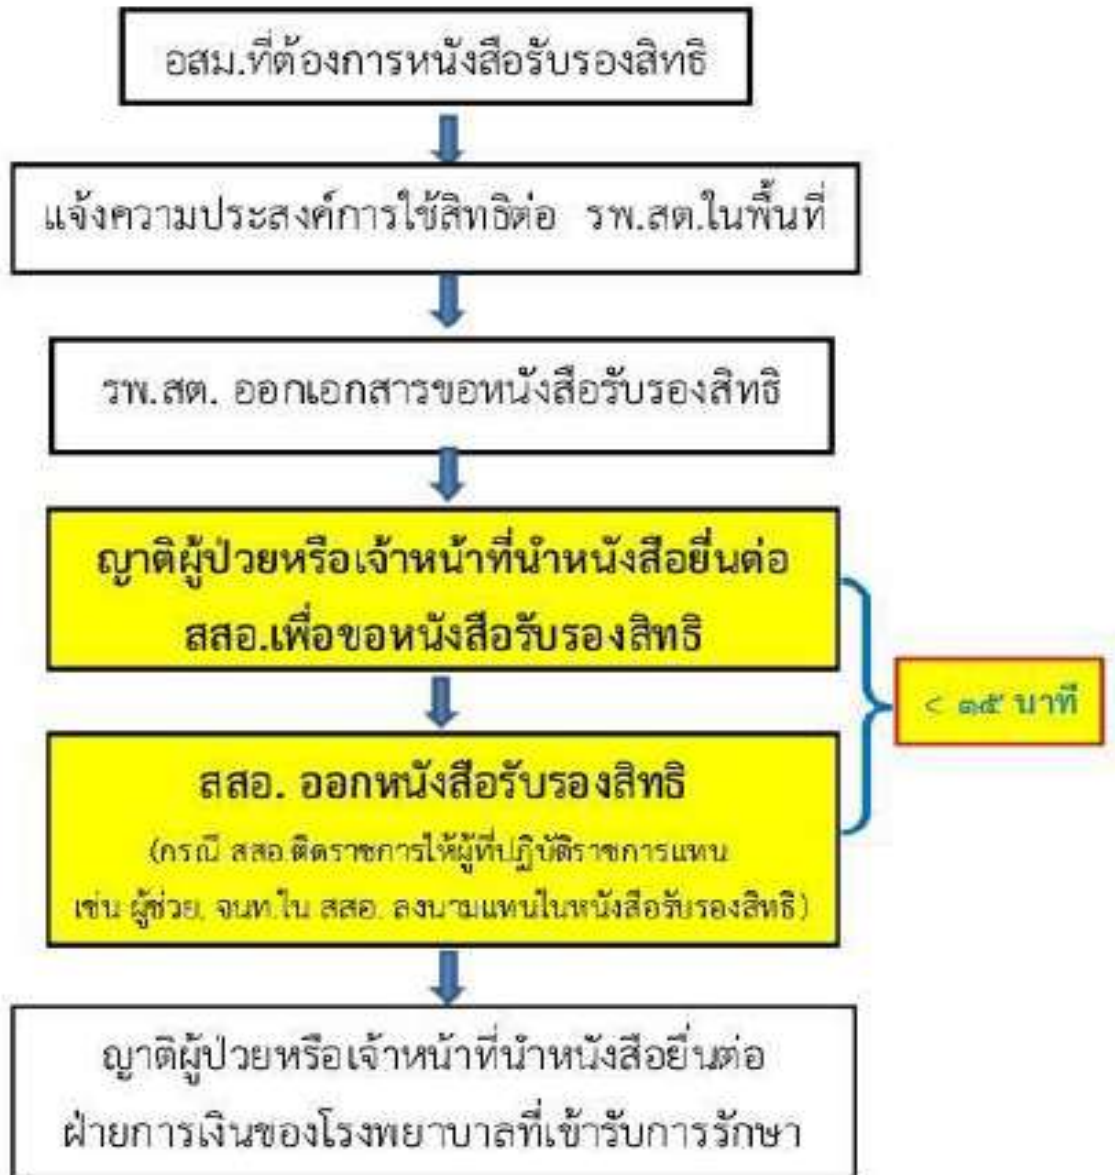 อสม.ที่ต้องการหนังสือรับรองสิทธิ
แจ้งความประสงค์การใช้สิทธิต่อ รพ.สต.ในพื้นที่
รพ.สต. ออกเอกสารขอหนังสือรับรองสิทธิ
ญาติผู้ป่วยหรือเจ้าหน้าที่นำหนังสือยื่นต่อ
สสอ.เพื่อขอหนังสือรับรองสิทธิ
< ๑๕ นาที
สสอ. ออกหนังสือรับรองสิทธิ
(กรณี สสอ.ติดราชการให้ผู้ที่ปฏิบัติราชการแทน
เช่น ผู้ช่วย, จนท.ใน สสอ. ลงนามแทนในหนังสือรับรองสิทธิ)
ญาติผู้ป่วยหรือเจ้าหน้าที่นำหนังสือยื่นต่อ
ฝ่ายการเงินของโรงพยาบาลที่เข้ารับการรักษา